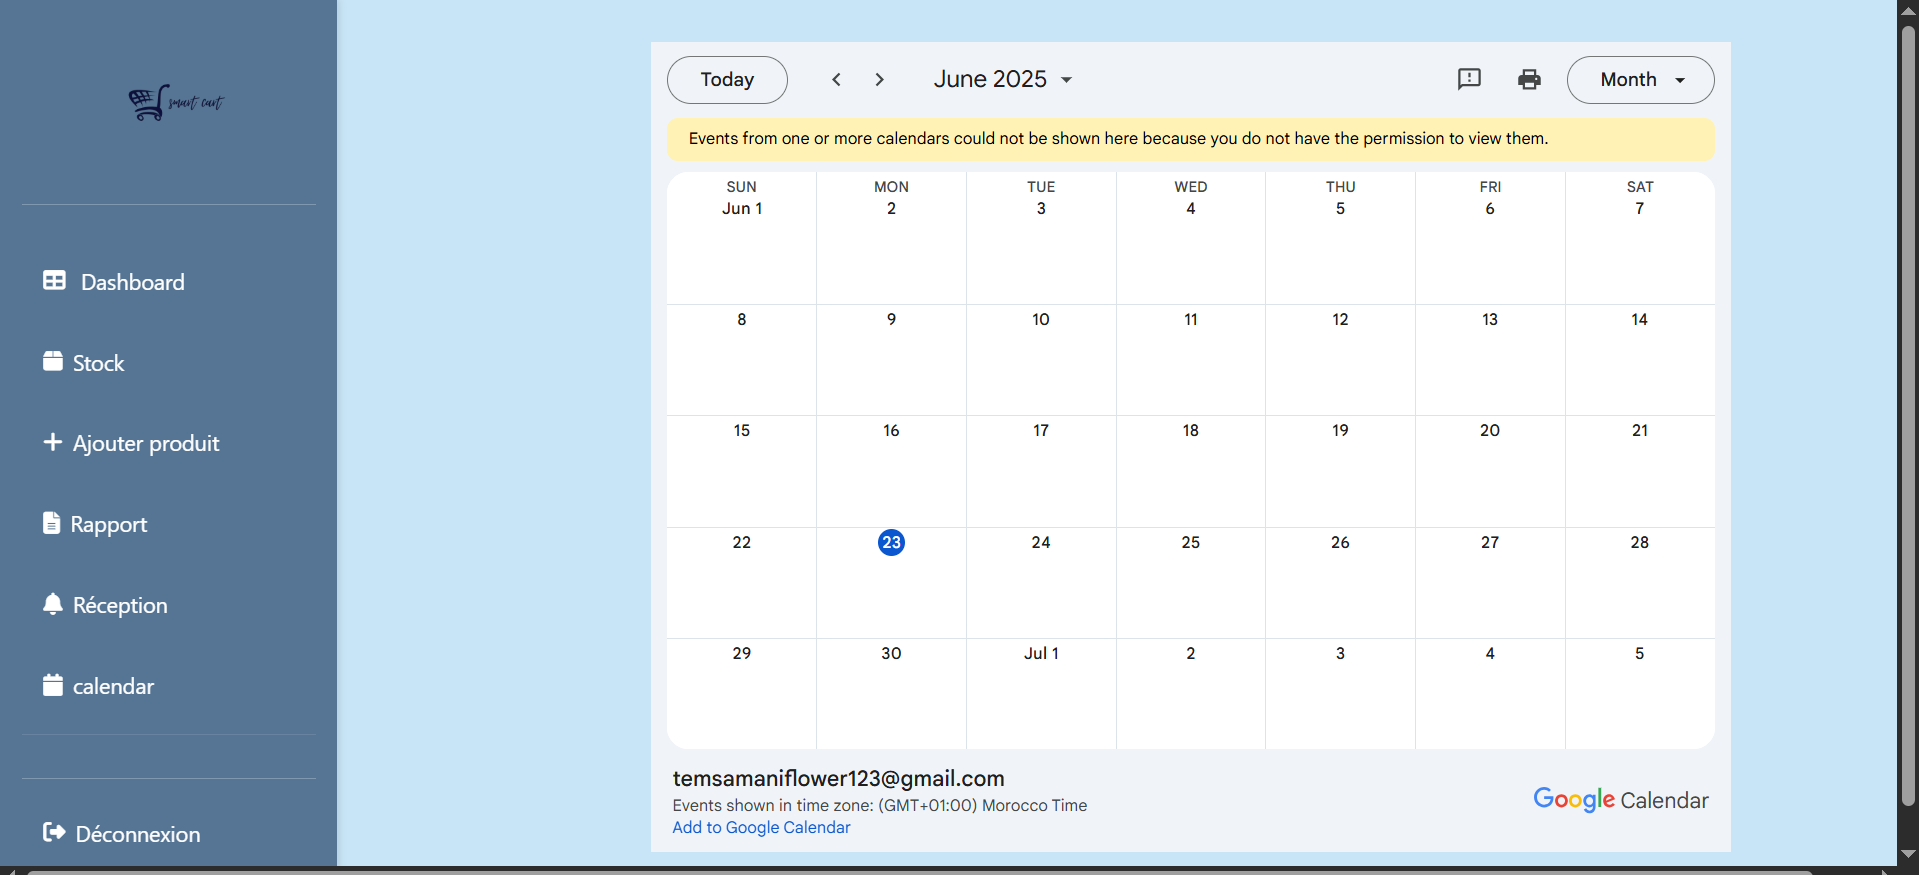 smart cart
Dashboard
Stock
Ajouter produit
Rapport
Réception
calendar
Déconnexion
Today
June 2025
Month
Events from one or more calendars could not be shown here because you do not have the permission to view them.
SUN MON TUE WED THU FRI SAT
Jun 1 2 3 4 5 6 7
8 9 10 11 12 13 14
15 16 17 18 19 20 21
22 23 24 25 26 27 28
29 30 Jul 1 2 3 4 5
temsamaniflower123@gmail.com
Events shown in time zone: (GMT+01:00) Morocco Time
Add to Google Calendar
Google Calendar